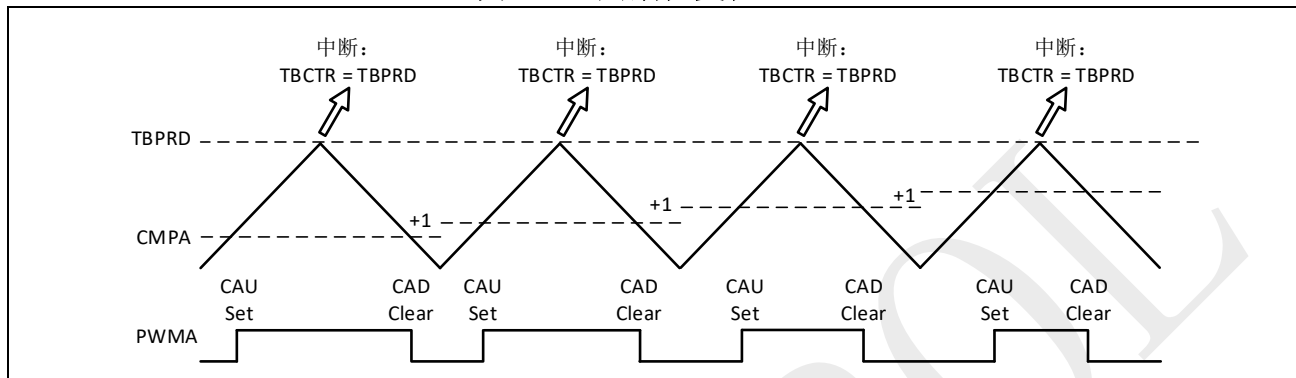 中断： 中断： 中断： 中断：
TBCTR = TBPRD TBCTR = TBPRD TBCTR = TBPRD TBCTR = TBPRD
TBPRD
+1 +1 +1
CMPA
CAU CAD CAU CAD CAU CAD CAU CAD
Set Clear Set Clear Set Clear Set Clear
PWMA